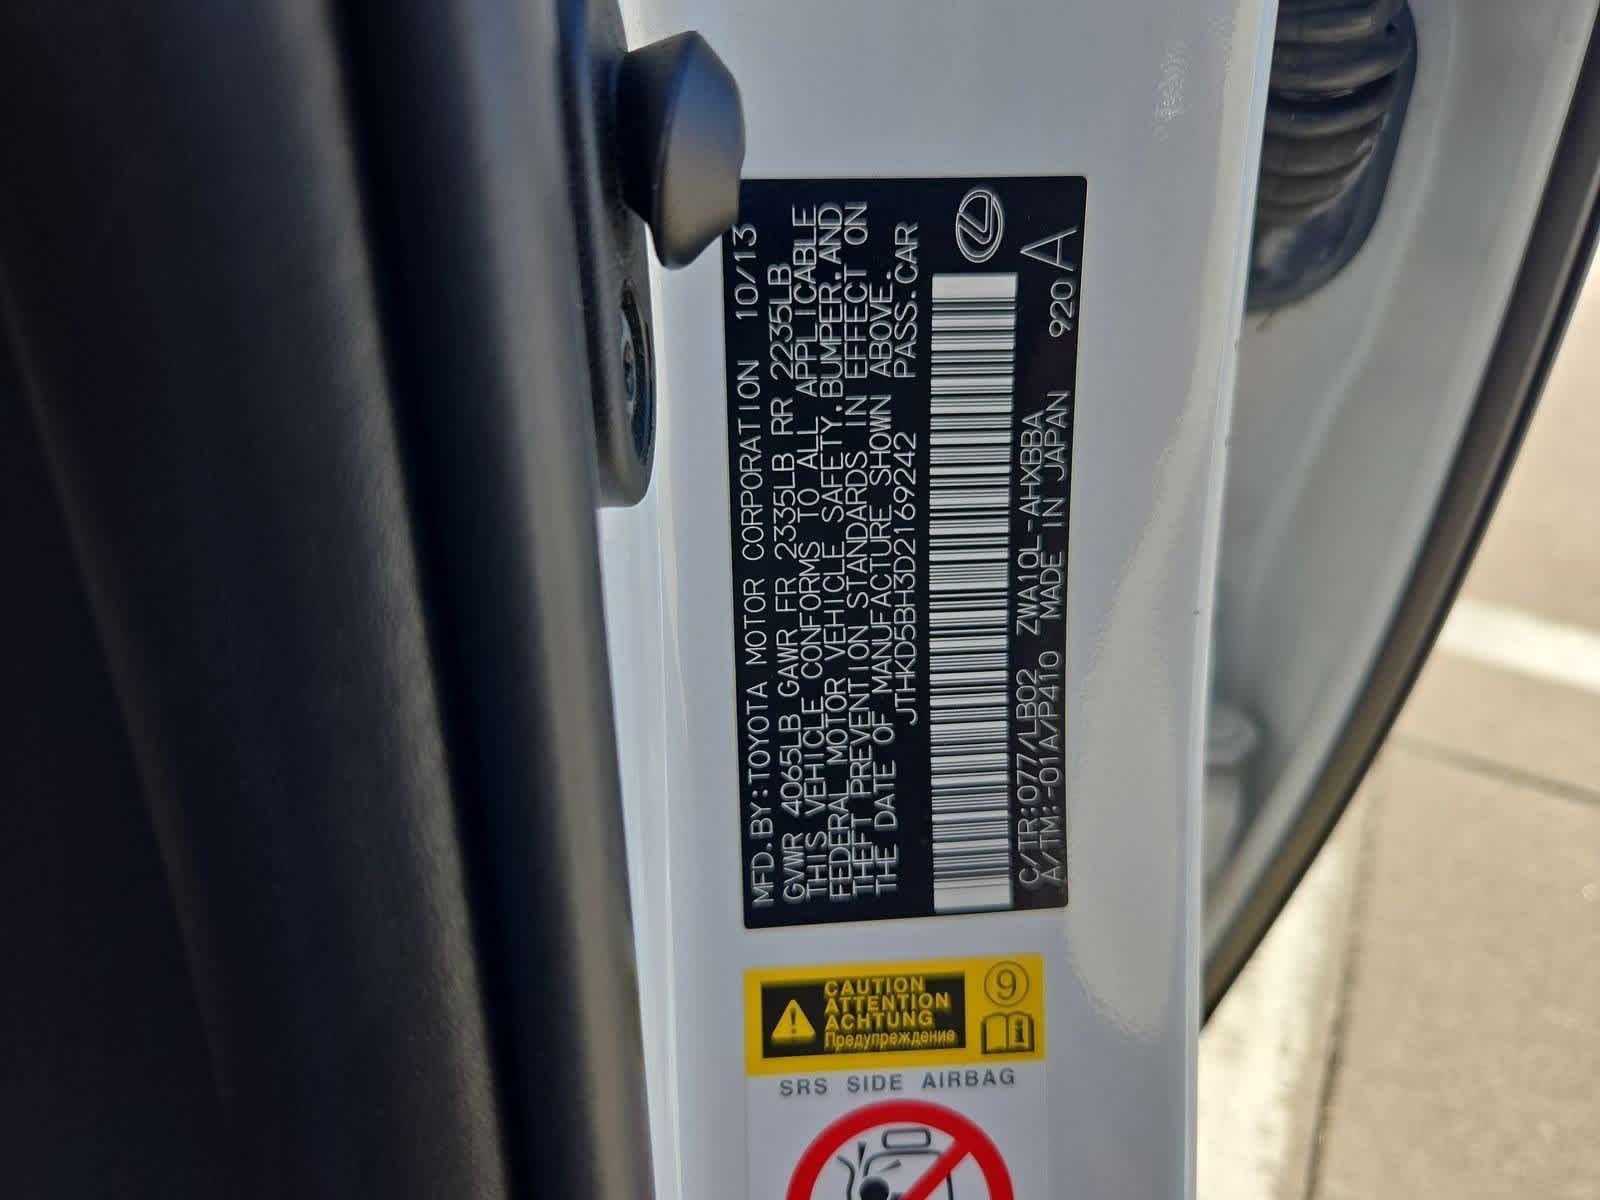 MFD.BY:TOYOTA MOTOR CORPORATION 10/13
GVWR 4065LB GAWR FR 2335LB RR 2235LB
THIS VEHICLE CONFORMS TO ALL APPLICABLE
FEDERAL MOTOR VEHICLE SAFETY,BUMPER,AND
THEFT PREVENTION STANDARDS IN EFFECT ON
THE DATE OF MANUFACTURE SHOWN ABOVE.
JTHKD5BH3D2169242 PASS.CAR
C/TR:077/LB02 ZWA10L-AHXBBA
A/TM:-01A/P410 MADE IN JAPAN 920A
CAUTION
ATTENTION
ACHTUNG
Предупреждение
9
i
SRS SIDE AIRBAG